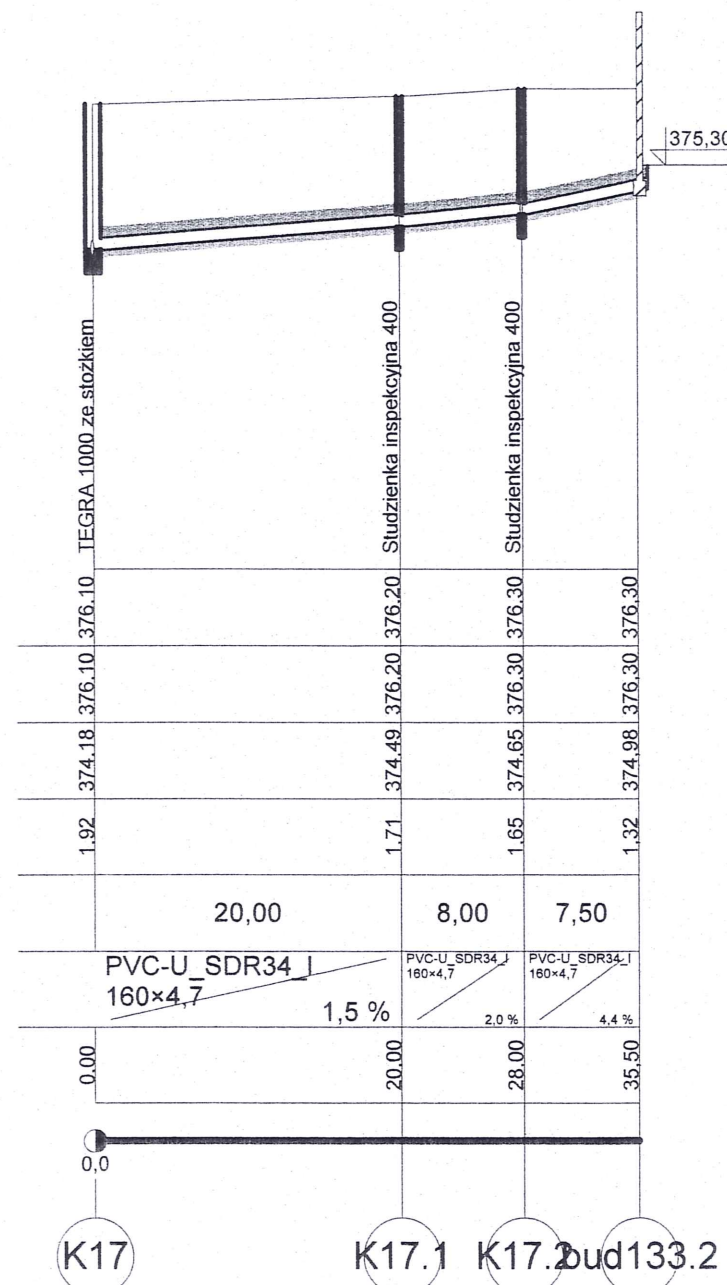 375,30
TEGRA 1000 ze stożkiem
Studzienka inspekcyjna 400
Studzienka inspekcyjna 400
376.10 376.20 376.30 376,30
376.10 376.20 376.30 376,30
374.18 374.49 374.65 374,98
1.92 1.71 1.65 1,32
20,00 8,00 7,50
PVC-U_SDR34_I
160×4,7
1,5 %
PVC-U_SDR34_I
160×4,7
2,0 %
PVC-U_SDR34_I
160×4,7
4,4 %
0.00 20.00 28.00 35,50
0,0
K17 K17.1 K17.2 bud133.2